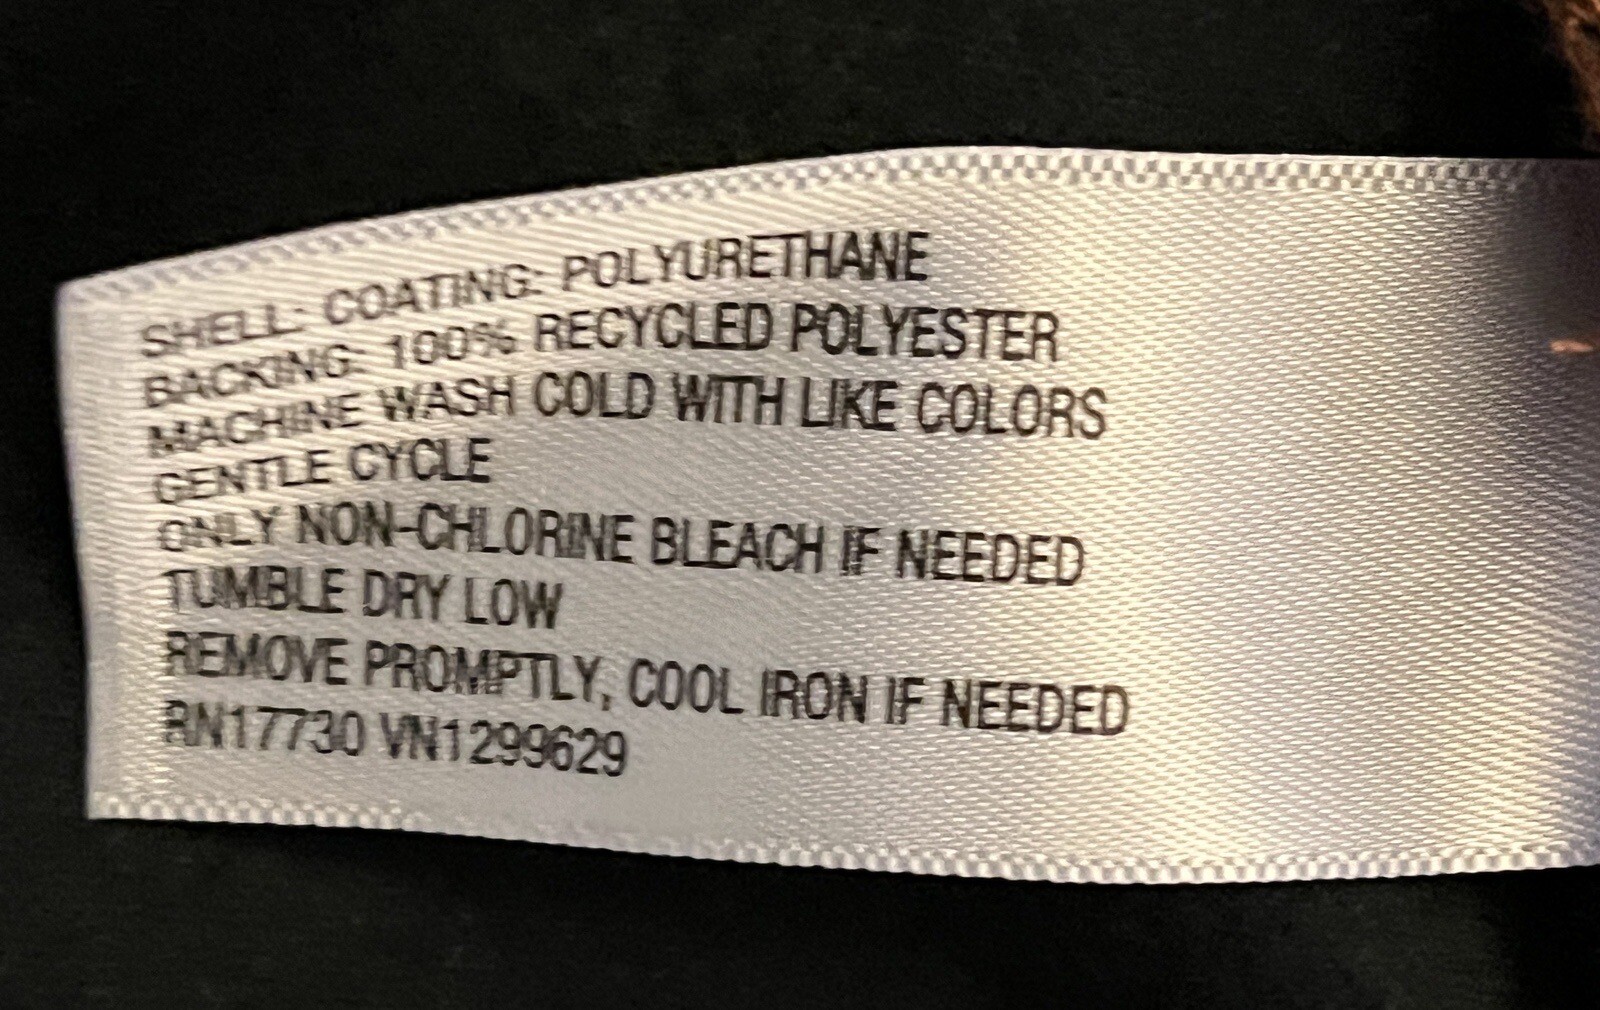 SHELL: COATING: POLYURETHANE
BACKING: 100% RECYCLED POLYESTER
MACHINE WASH COLD WITH LIKE COLORS
GENTLE CYCLE
ONLY NON-CHLORINE BLEACH IF NEEDED
TUMBLE DRY LOW
REMOVE PROMPTLY, COOL IRON IF NEEDED
RN17730 VN1299629